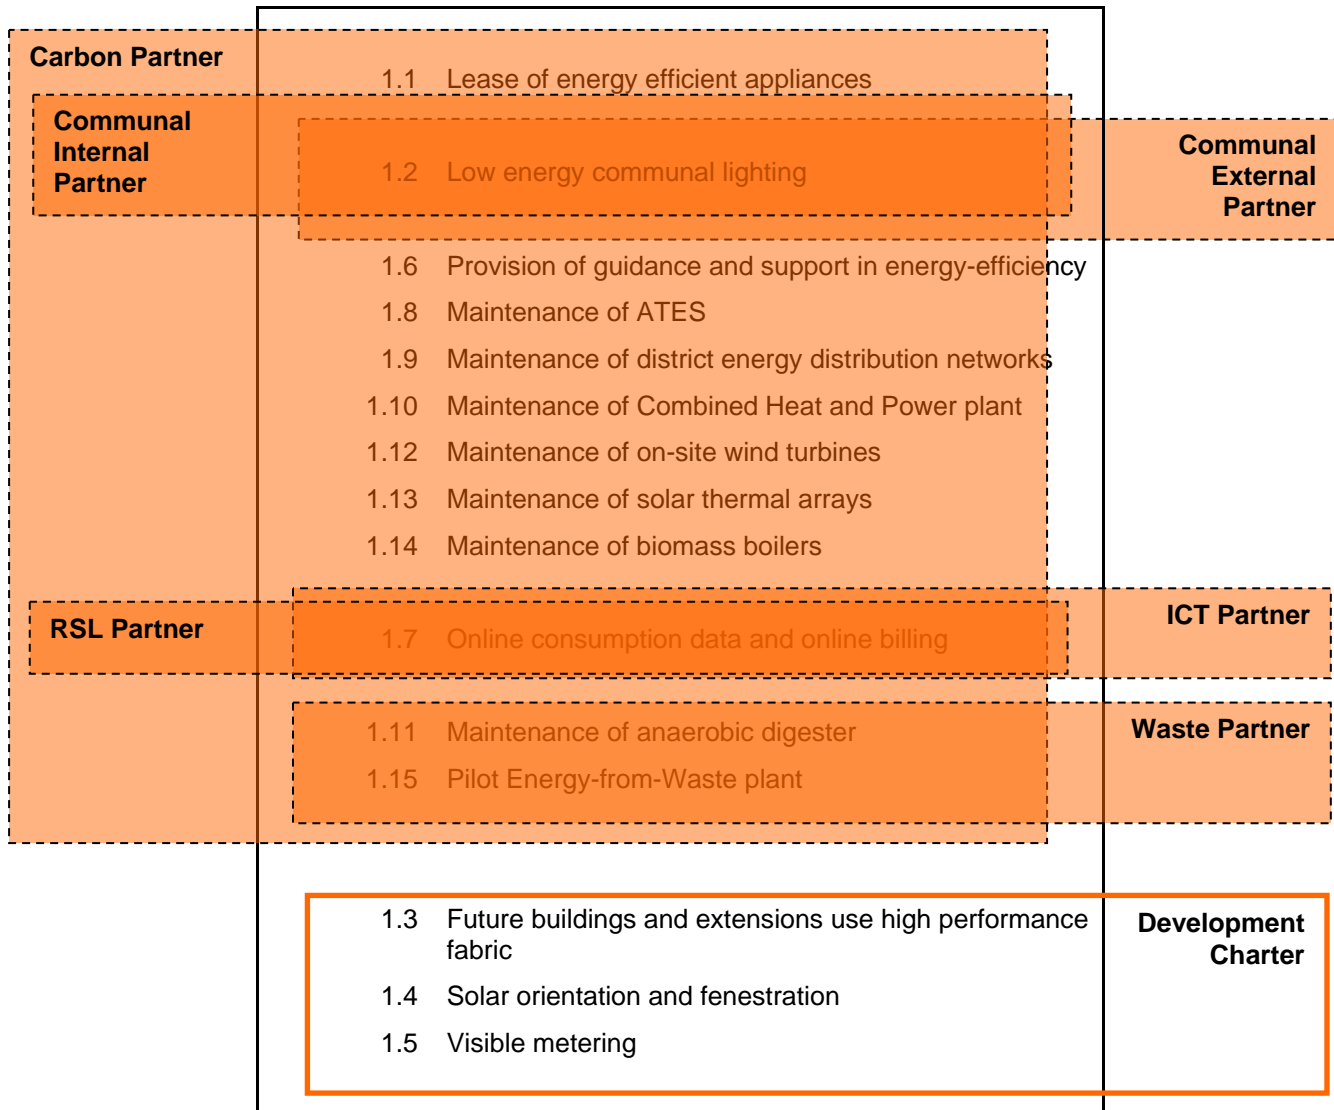 Carbon Partner
1.1 Lease of energy efficient appliances
Communal
Internal
Partner
1.2 Low energy communal lighting
Communal
External
Partner
1.6 Provision of guidance and support in energy-efficiency
1.8 Maintenance of ATES
1.9 Maintenance of district energy distribution networks
1.10 Maintenance of Combined Heat and Power plant
1.12 Maintenance of on-site wind turbines
1.13 Maintenance of solar thermal arrays
1.14 Maintenance of biomass boilers
RSL Partner
1.7 Online consumption data and online billing
ICT Partner
1.11 Maintenance of anaerobic digester
Waste Partner
1.15 Pilot Energy-from-Waste plant
1.3 Future buildings and extensions use high performance
fabric
Development
Charter
1.4 Solar orientation and fenestration
1.5 Visible metering